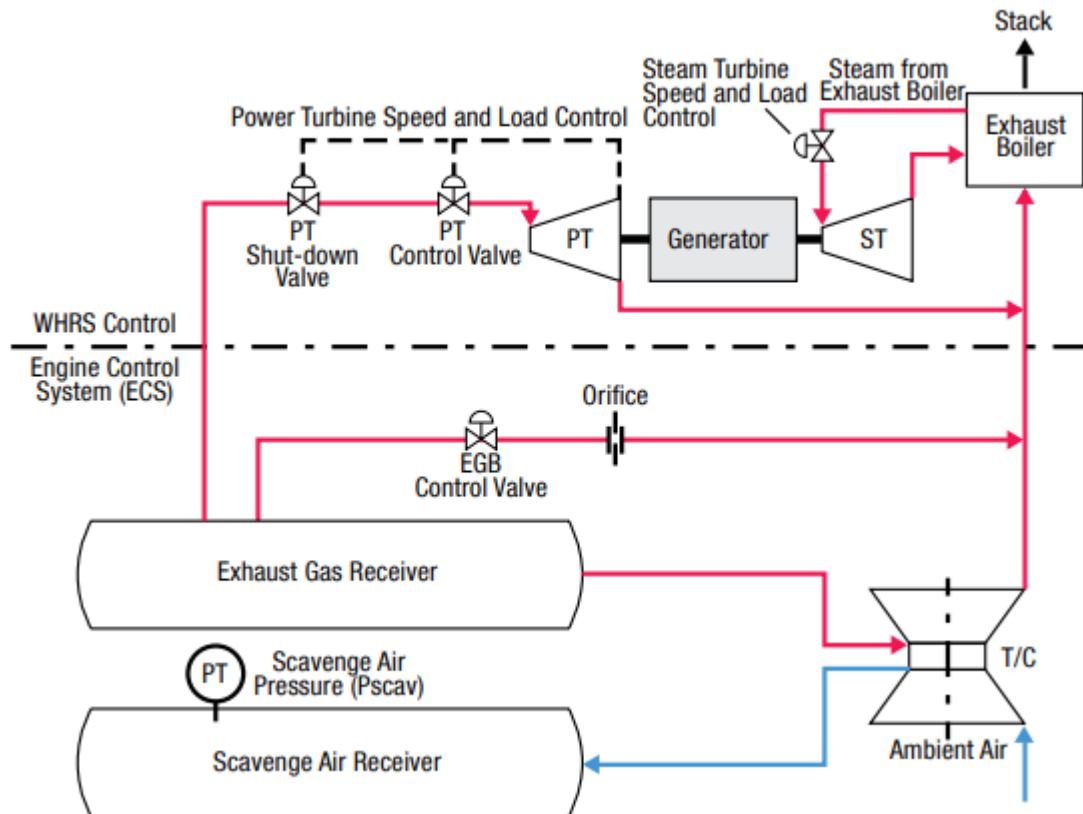 Stack
Steam Turbine
Speed and Load
Control
Steam from
Exhaust Boiler
Exhaust
Boiler
Power Turbine Speed and Load Control
PT
Shut-down
Valve
PT
Control Valve
PT
Generator
ST
WHRS Control
Engine Control
System (ECS)
Orifice
EGB
Control Valve
Exhaust Gas Receiver
T/C
PT
Scavenge Air
Pressure (Pscav)
Ambient Air
Scavenge Air Receiver